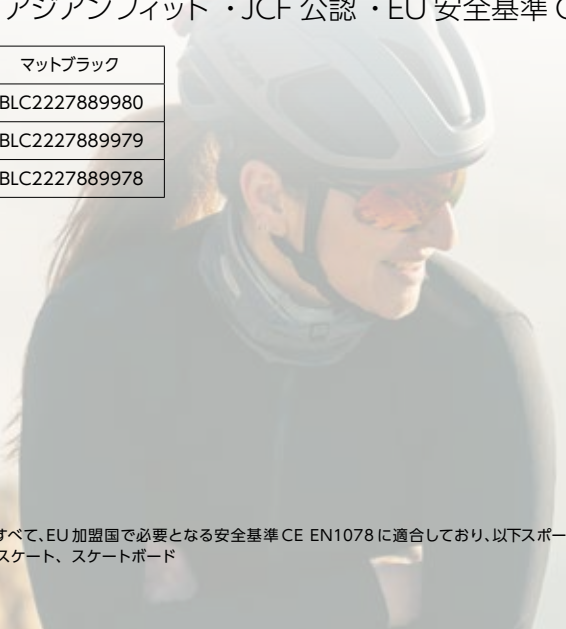 アジアンフィット ・JCF 公認 ・EU 安全基準 C
マットブラック
BLC2227889980
BLC2227889979
BLC2227889978
すべて、EU 加盟国で必要となる安全基準 CE EN1078 に適合しており、以下スポー
スケート、スケートボード